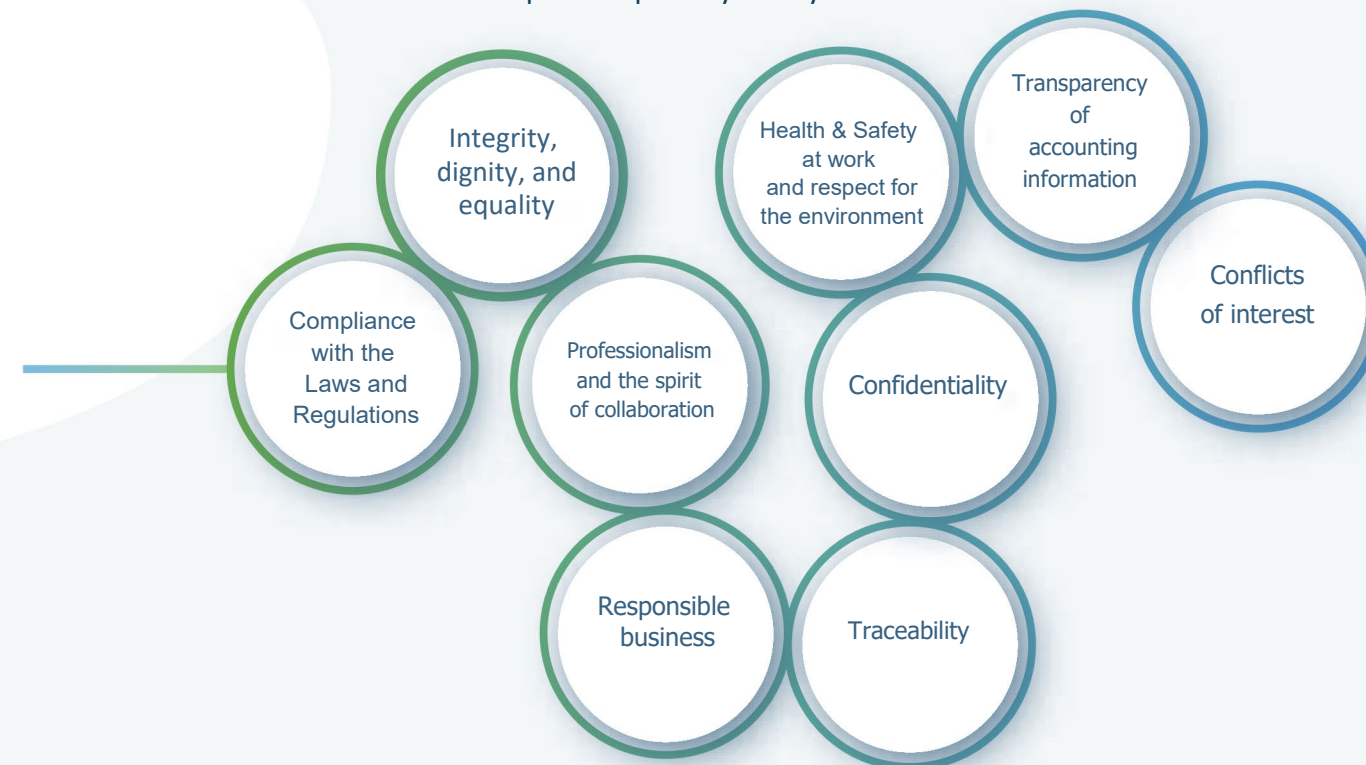 Compliance
with the
Laws and
Regulations
Integrity,
dignity, and
equality
Professionalism
and the spirit
of collaboration
Responsible
business
Traceability
Confidentiality
Health & Safety
at work
and respect for
the environment
Transparency
of
accounting
information
Conflicts
of interest